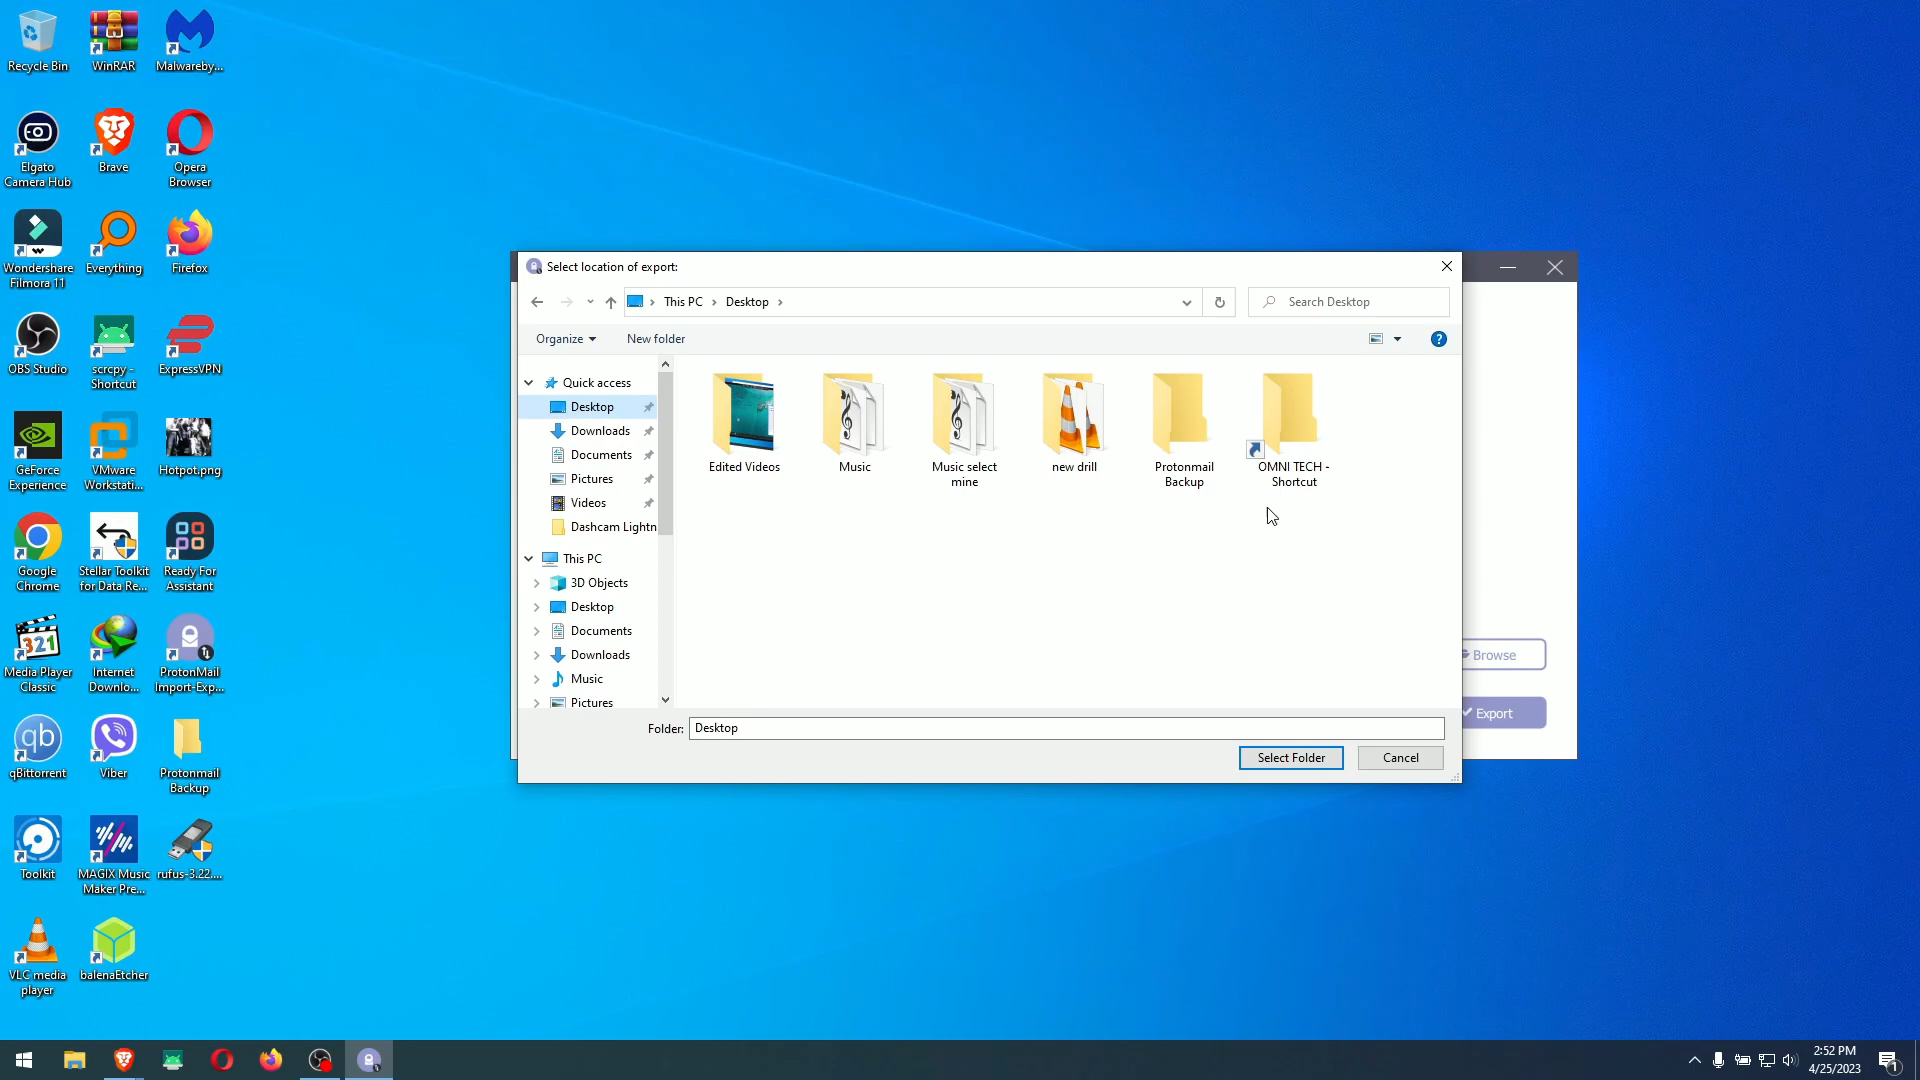 Recycle Bin
WinRAR
Malwareby...
Elgato
Camera Hub
Brave
Opera
Browser
Wondershare
Filmora 11
Everything
Firefox
OBS Studio
scrcpy -
Shortcut
ExpressVPN
GeForce
Experience
VMware
Workstati...
Hotpot.png
Google
Chrome
Stellar Toolkit
for Data Re...
Ready For
Assistant
321
Media Player
Classic
Internet
Downlo...
ProtonMail
Import-Exp...
qb
qBittorrent
Viber
Protonmail
Backup
Toolkit
MAGIX Music
Maker Pre...
rufus-3.22....
VLC media
player
balenaEtcher
Select location of export:
This PC
Desktop
Search Desktop
Organize
New folder
?
Quick access
Desktop
Downloads
Documents
Pictures
Videos
Dashcam Lightn
This PC
3D Objects
Desktop
Documents
Downloads
Music
Pictures
Edited Videos
Music
Music select
mine
new drill
Protonmail
Backup
OMNI TECH -
Shortcut
Folder:
Desktop
Select Folder
Cancel
Browse
Export
2:52 PM
4/25/2023
1